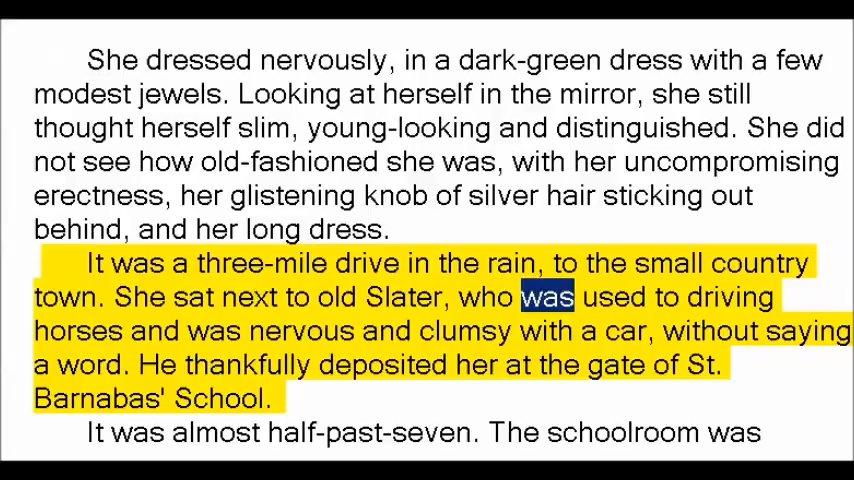 She dressed nervously, in a dark-green dress with a few
modest jewels. Looking at herself in the mirror, she still
thought herself slim, young-looking and distinguished. She did
not see how old-fashioned she was, with her uncompromising
erectness, her glistening knob of silver hair sticking out
behind, and her long dress.
It was a three-mile drive in the rain, to the small country
town. She sat next to old Slater, who was used to driving
horses and was nervous and clumsy with a car, without saying
a word. He thankfully deposited her at the gate of St.
Barnabas' School.
It was almost half-past-seven. The schoolroom was